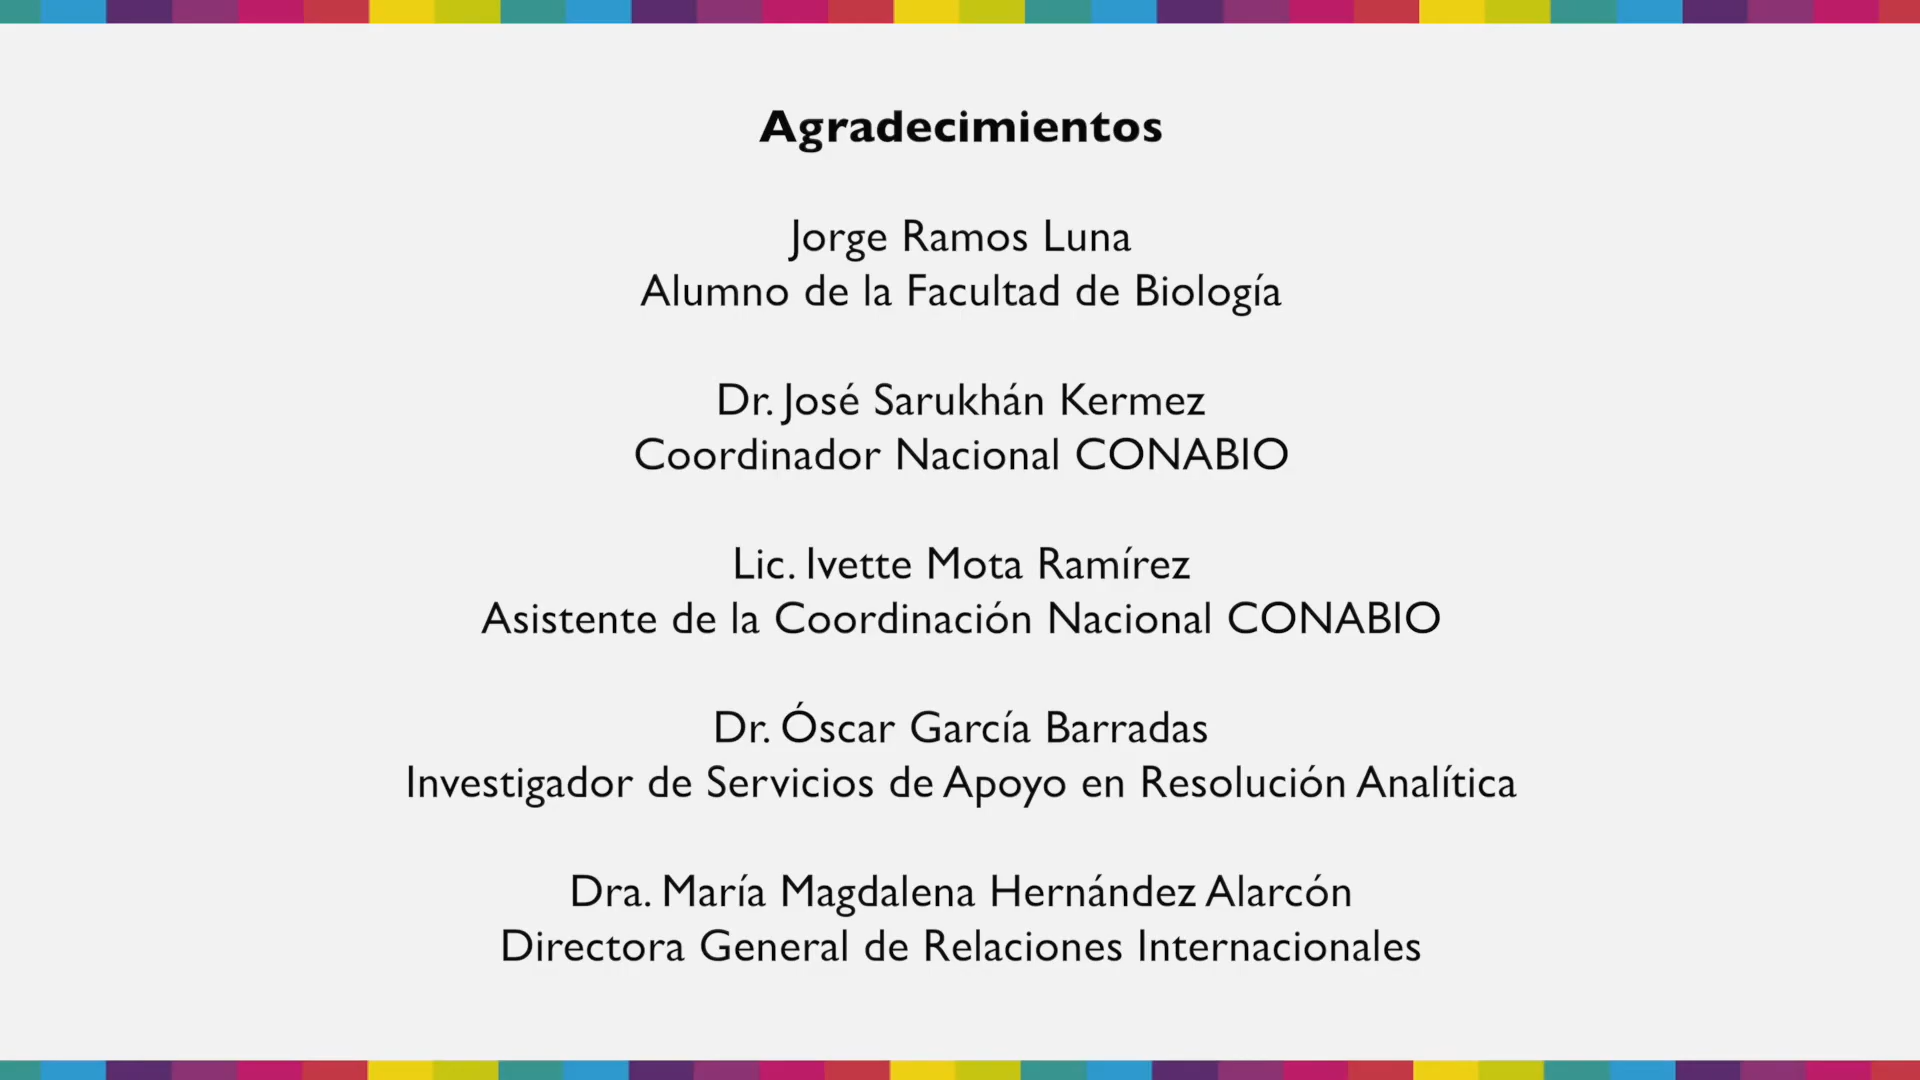 Agradecimientos
Jorge Ramos Luna
Alumno de la Facultad de Biología
Dr. José Sarukhán Kermez
Coordinador Nacional CONABIO
Lic. Ivette Mota Ramírez
Asistente de la Coordinación Nacional CONABIO
Dr. Óscar García Barradas
Investigador de Servicios de Apoyo en Resolución Analítica
Dra. María Magdalena Hernández Alarcón
Directora General de Relaciones Internacionales